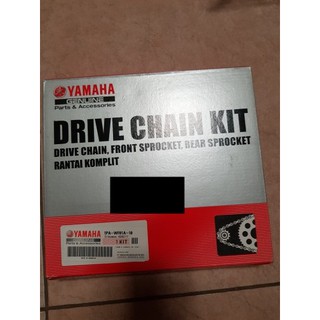 YAMAHA
GENUINE
Parts & Accessories
DRIVE CHAIN KIT
DRIVE CHAIN, FRONT SPROCKET, REAR SPROCKET
RANTAI KOMPLIT
YAMAHA
1 KIT